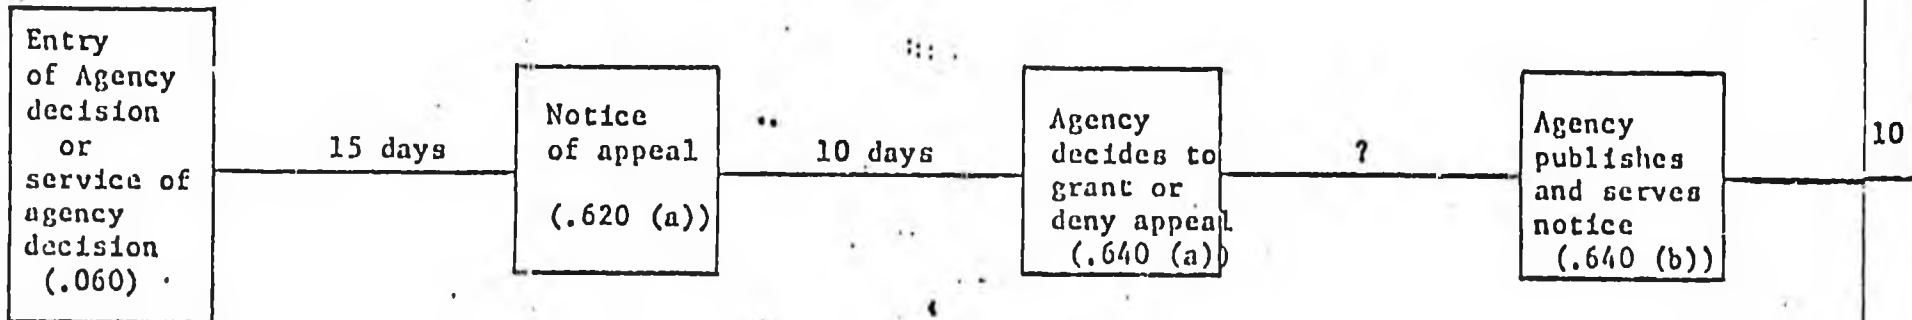 Entry
of Agency
decision
or
service of
agency
decision
(.060)
15 days
Notice
of appeal
(.620 (a))
10 days
Agency
decides to
grant or
deny appeal
(.640 (a))
?
Agency
publishes
and serves
notice
(.640 (b))
10